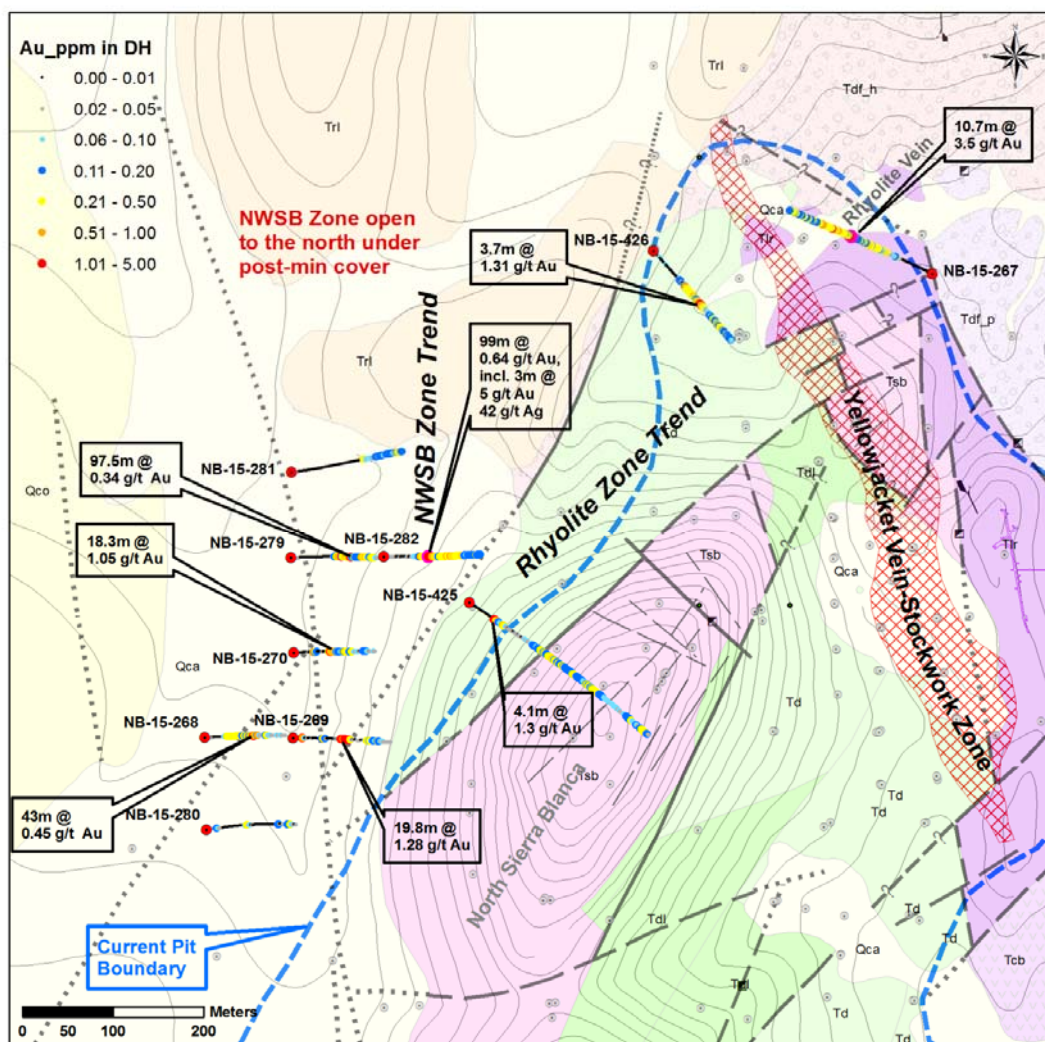 Au_ppm in DH
0.00 - 0.01
0.02 - 0.05
0.06 - 0.10
0.11 - 0.20
0.21 - 0.50
0.51 - 1.00
1.01 - 5.00
Trl
Trl
Tdf_h
10.7m @
3.5 g/t Au
Rhyolite Vein
NWSB Zone open
to the north under
post-min cover
NB-15-426
Qca
Tlr
NB-15-267
3.7m @
1.31 g/t Au
Tdf_p
Trl
NWSB Zone Trend
99m @
0.64 g/t Au,
incl. 3m @
5 g/t Au
42 g/t Ag
Tsb
Td
Rhyolite Zone Trend
Yellowjacket Vein-Stockwork Zone
97.5m @
0.34 g/t Au
NB-15-281
Tdl
Qco
18.3m @
1.05 g/t Au
NB-15-279
NB-15-282
Tsb
Tlr
Qca
NB-15-425
NB-15-270
Qca
Td
Td
NB-15-268
NB-15-269
4.1m @
1.3 g/t Au
Tsb
Td
Td
43m @
0.45 g/t Au
NB-15-280
19.8m @
1.28 g/t Au
North Sierra Blanca
Td
Tdl
Td
Td
Qca
Tcb
Current Pit
Boundary
Td
Td
Meters
0 50 100 200